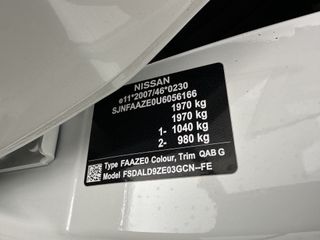 NISSAN
e11*2007/46*0230
SJNFAAZE0U6056166
1970 kg
1970 kg
1- 1040 kg
2- 980 kg
Type FAAZE0 Colour, Trim QAB G
Model FSDALD9ZE03GCN--FE